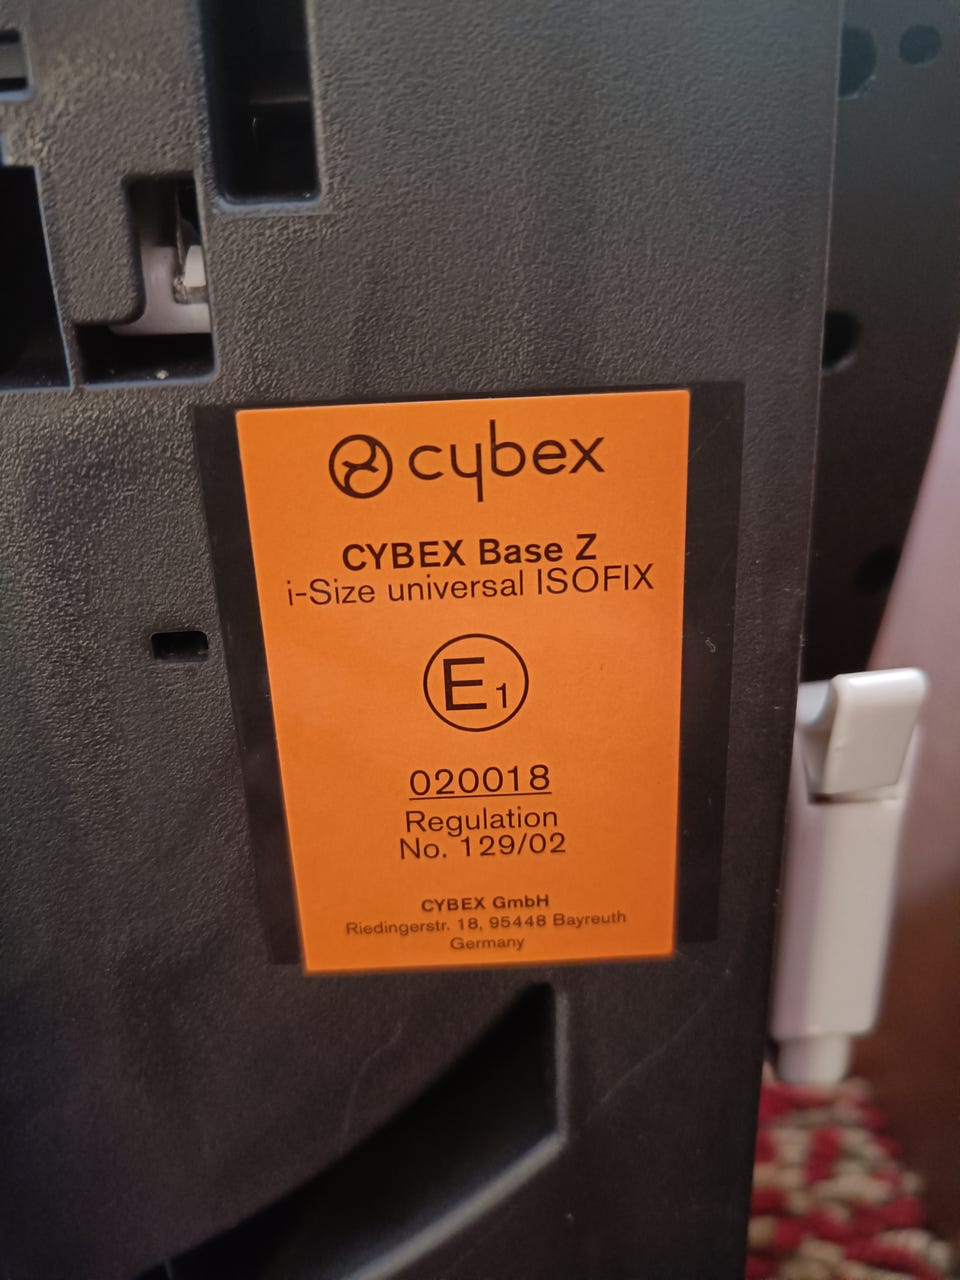 cybex
CYBEX Base Z
i-Size universal ISOFIX
E1
020018
Regulation
No. 129/02
CYBEX GmbH
Riedingerstr. 18, 95448 Bayreuth
Germany